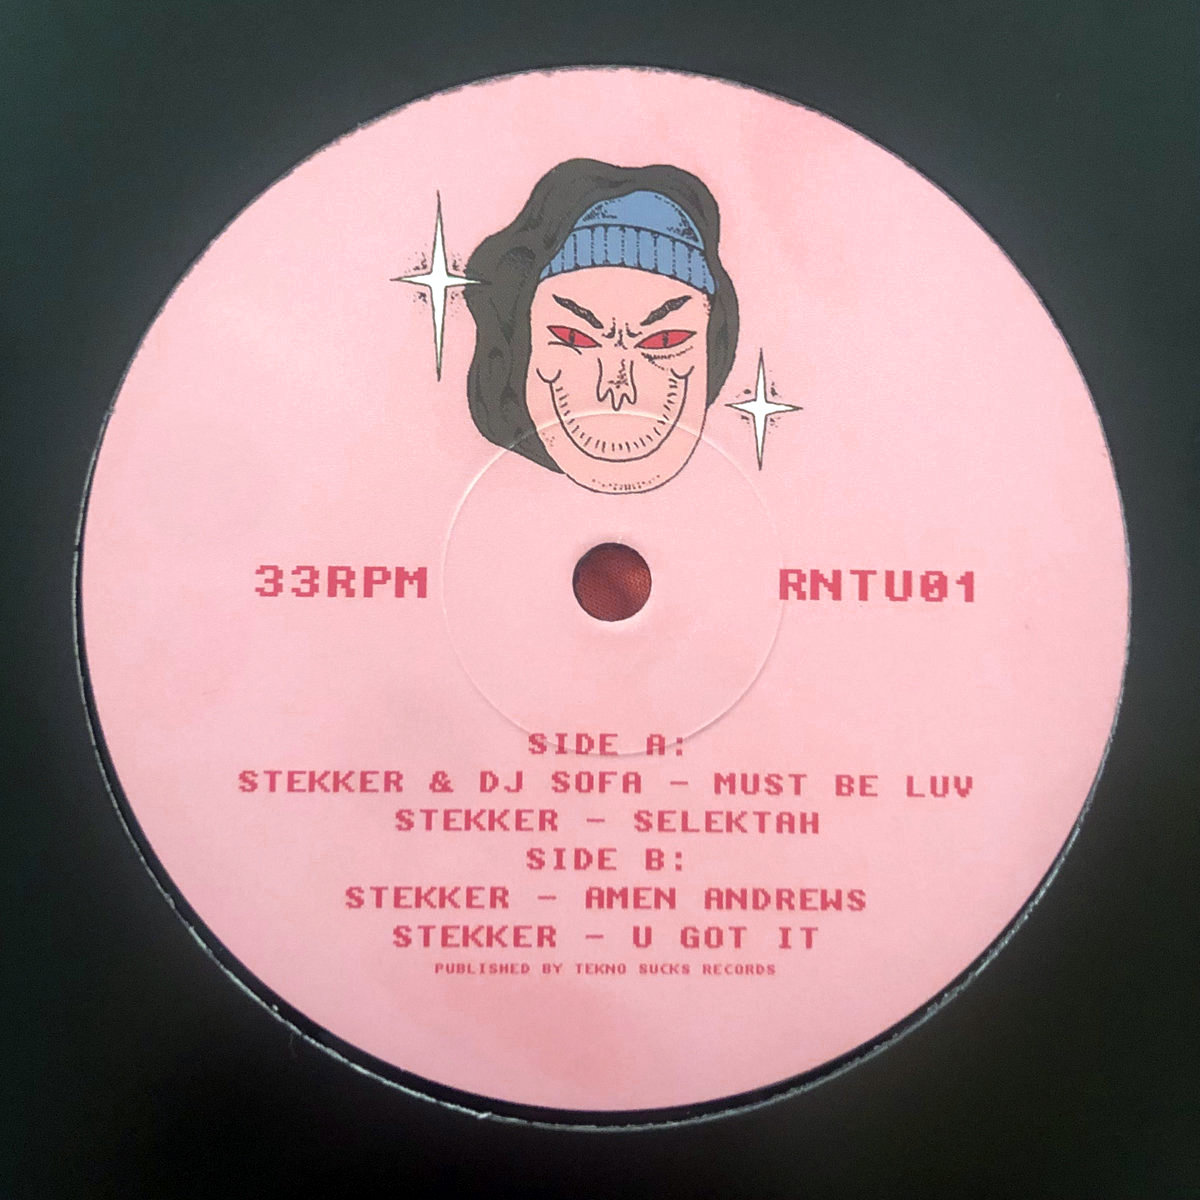 33RPM
RNTU01
SIDE A:
STEKKER & DJ SOFA - MUST BE LUV
STEKKER - SELEKTAH
SIDE B:
STEKKER - AMEN ANDREWS
STEKKER - U GOT IT
PUBLISHED BY TEKNO SUCKS RECORDS